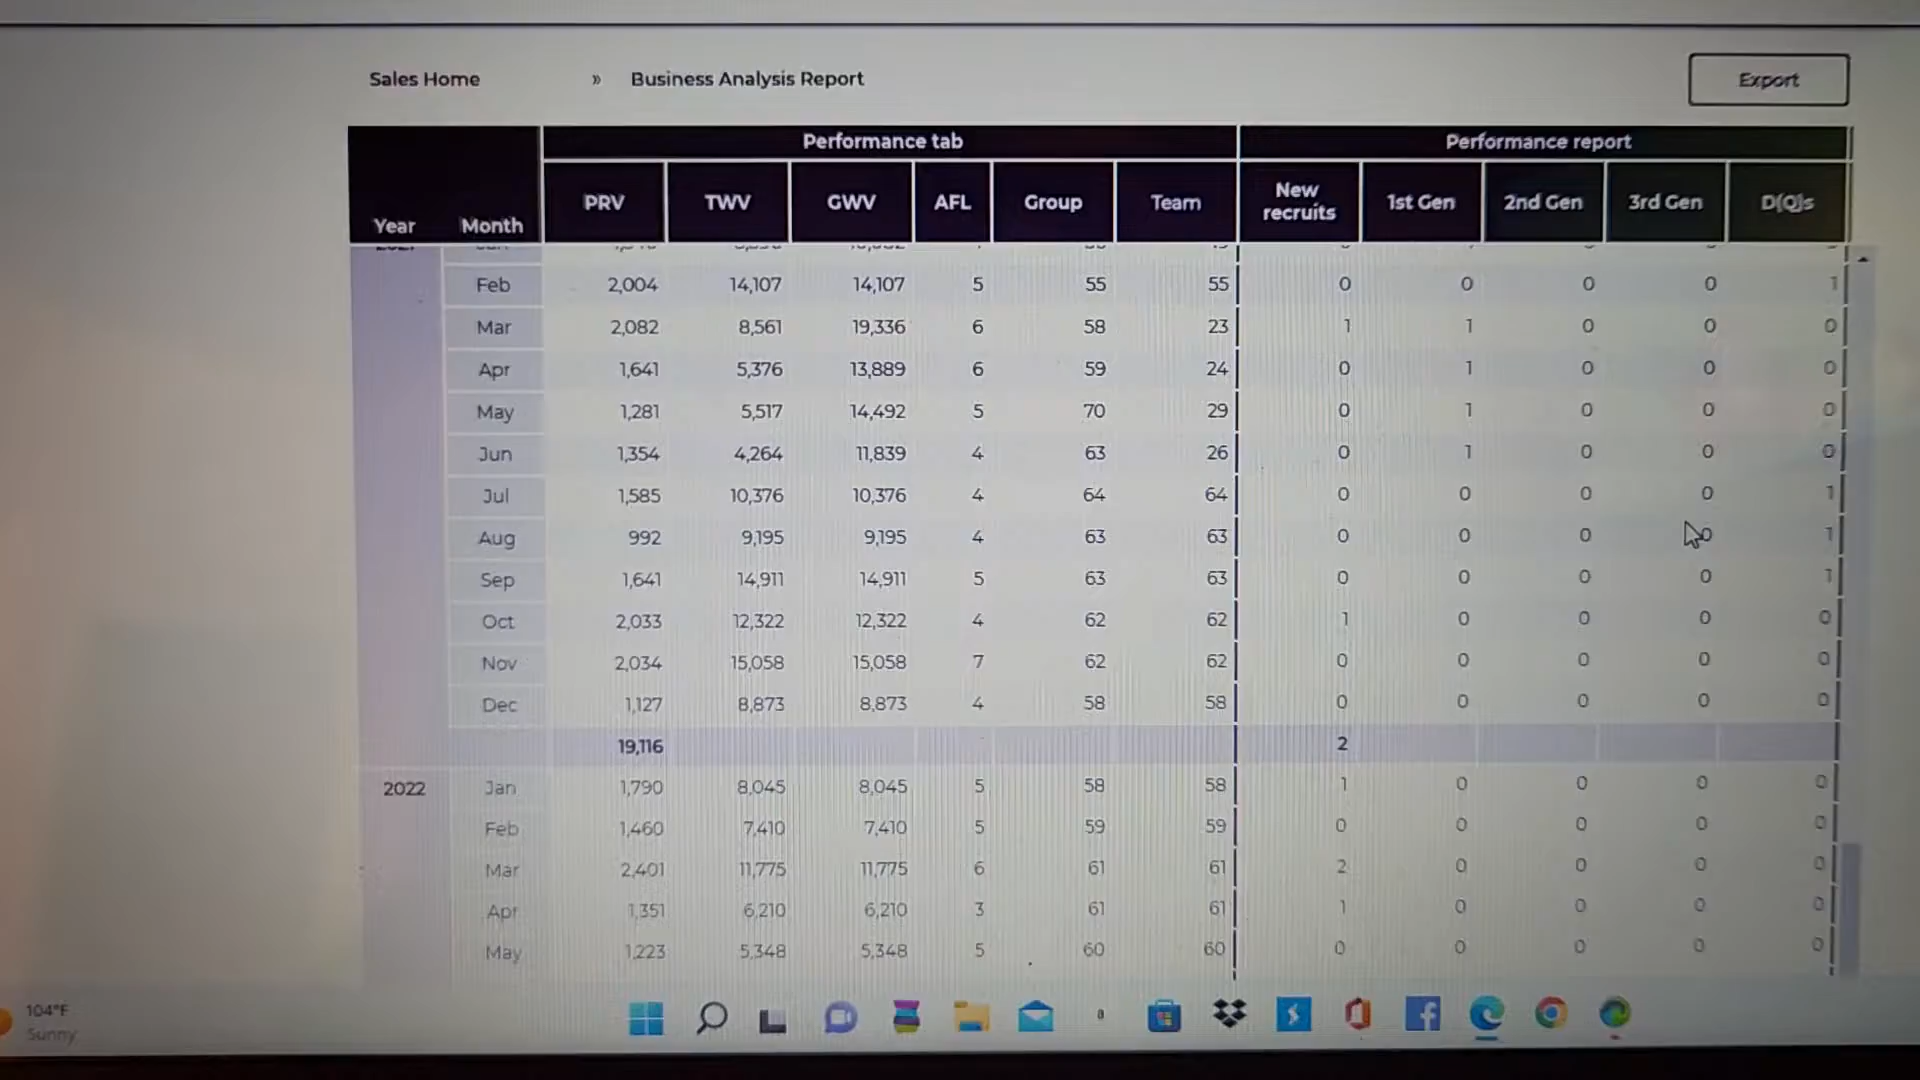 Sales Home » Business Analysis Report Export
Performance tab Performance report
Year Month PRV TWV GWV AFL Group Team New recruits 1st Gen 2nd Gen 3rd Gen D(Q)s
Feb 2,004 14,107 14,107 5 55 55 0 0 0 0 1
Mar 2,082 8,561 19,336 6 58 23 1 1 0 0 0
Apr 1,641 5,376 13,889 6 59 24 0 1 0 0 0
May 1,281 5,517 14,492 5 70 29 0 1 0 0 0
Jun 1,354 4,264 11,839 4 63 26 0 1 0 0 0
Jul 1,585 10,376 10,376 4 64 64 0 0 0 0 1
Aug 992 9,195 9,195 4 63 63 0 0 0 0 1
Sep 1,641 14,911 14,911 5 63 63 0 0 0 0 1
Oct 2,033 12,322 12,322 4 62 62 1 0 0 0 0
Nov 2,034 15,058 15,058 7 62 62 0 0 0 0 0
Dec 1,127 8,873 8,873 4 58 58 0 0 0 0 0
19,116 2
2022 Jan 1,790 8,045 8,045 5 58 58 1 0 0 0 0
Feb 1,460 7,410 7,410 5 59 59 0 0 0 0 0
Mar 2,401 11,775 11,775 6 61 61 2 0 0 0 0
Apr 1,351 6,210 6,210 3 61 61 1 0 0 0 0
May 1,223 5,348 5,348 5 60 60 0 0 0 0 0
104°F
Sunny